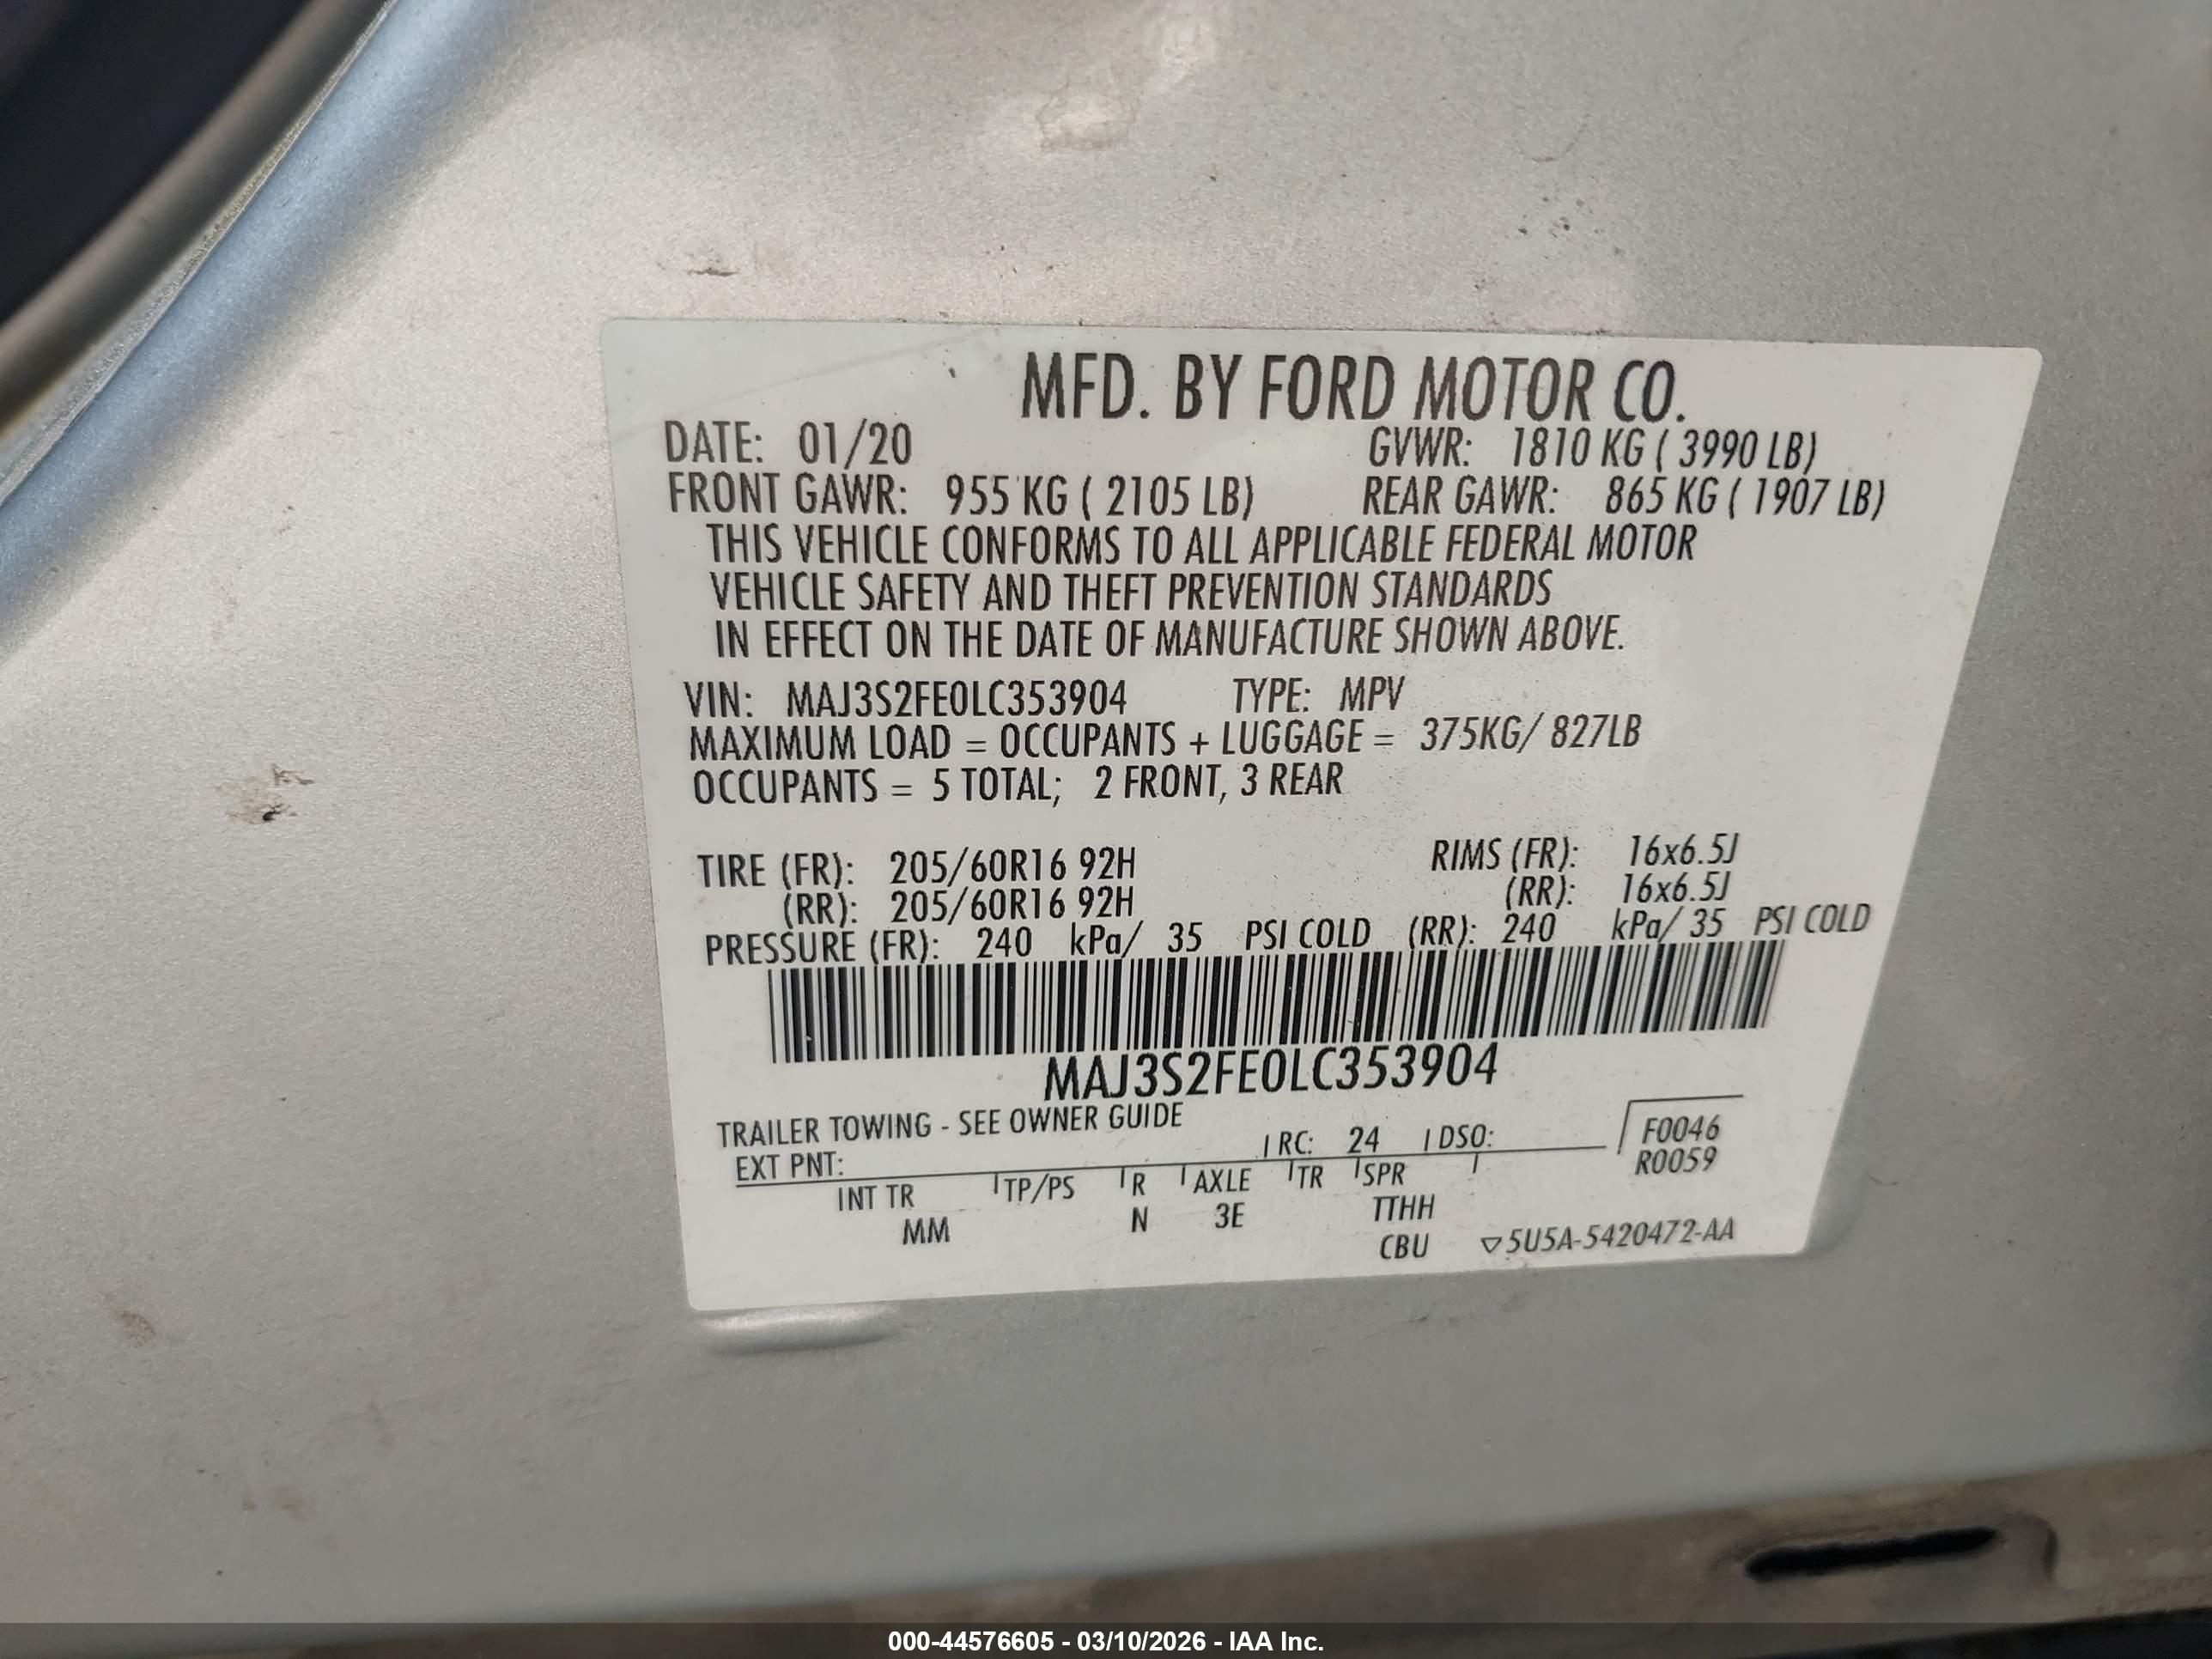 MFD. BY FORD MOTOR CO.
DATE: 01/20 GVWR: 1810 KG ( 3990 LB)
FRONT GAWR: 955 KG ( 2105 LB) REAR GAWR: 865 KG ( 1907 LB)
THIS VEHICLE CONFORMS TO ALL APPLICABLE FEDERAL MOTOR
VEHICLE SAFETY AND THEFT PREVENTION STANDARDS
IN EFFECT ON THE DATE OF MANUFACTURE SHOWN ABOVE.
VIN: MAJ3S2FE0LC353904 TYPE: MPV
MAXIMUM LOAD = OCCUPANTS + LUGGAGE = 375KG/ 827LB
OCCUPANTS = 5 TOTAL; 2 FRONT, 3 REAR
TIRE (FR): 205/60R16 92H RIMS (FR): 16x6.5J
(RR): 205/60R16 92H (RR): 16x6.5J
PRESSURE (FR): 240 kPa/ 35 PSI COLD (RR): 240 kPa/ 35 PSI COLD
MAJ3S2FE0LC353904
TRAILER TOWING - SEE OWNER GUIDE
EXT PNT: RC: 24 DSO: F0046
R0059
INT TR TP/PS R AXLE TR SPR
MM N 3E TTHH
CBU ▽5U5A-5420472-AA
000-44576605 - 03/10/2026 - IAA Inc.